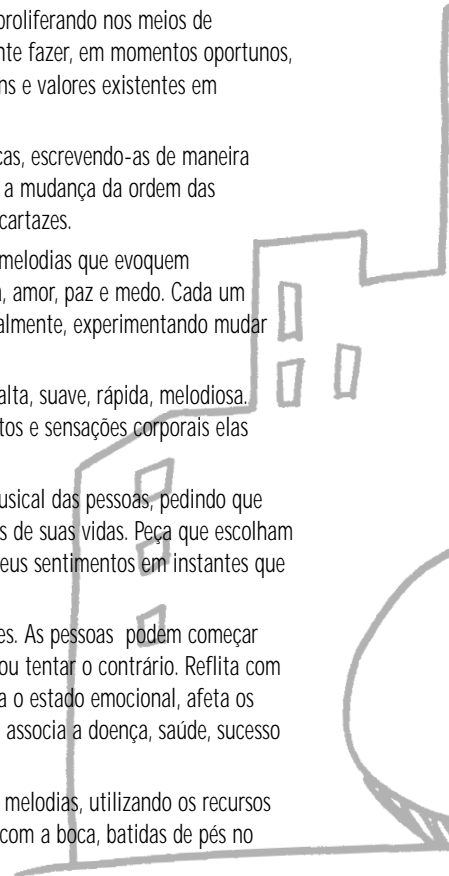 proliferando nos meios de
nte fazer, em momentos oportunos,
ns e valores existentes em
cas, escrevendo-as de maneira
a mudança da ordem das
cartazes.
melodias que evoquem
, amor, paz e medo. Cada um
almente, experimentando mudar
alta, suave, rápida, melodiosa.
tos e sensações corporais elas
usical das pessoas, pedindo que
s de suas vidas. Peça que escolham
eus sentimentos em instantes que
es. As pessoas podem começar
ou tentar o contrário. Reflita com
a o estado emocional, afeta os
associa a doença, saúde, sucesso
melodias, utilizando os recursos
com a boca, batidas de pés no